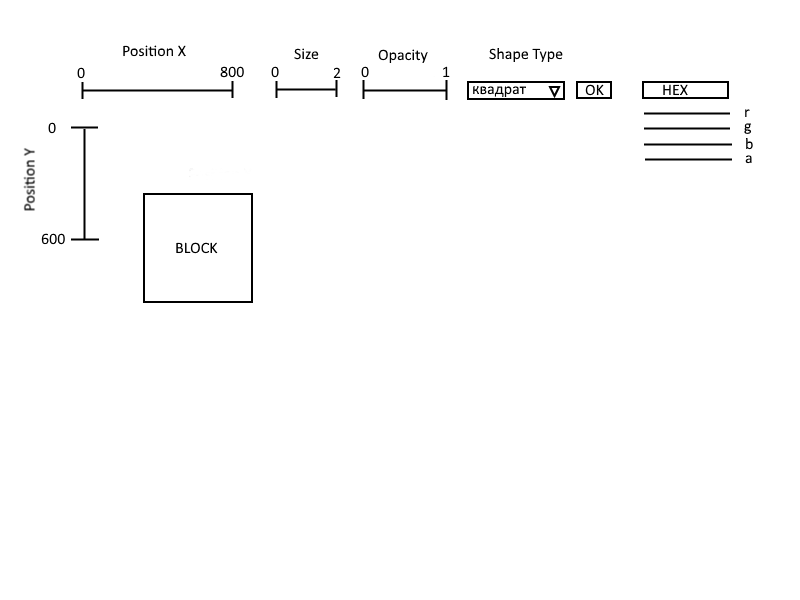 Position X
Size
Opacity
Shape Type
0 800
0 2
0 1
квадрат
OK
HEX
r
g
b
a
0
Position Y
600
BLOCK